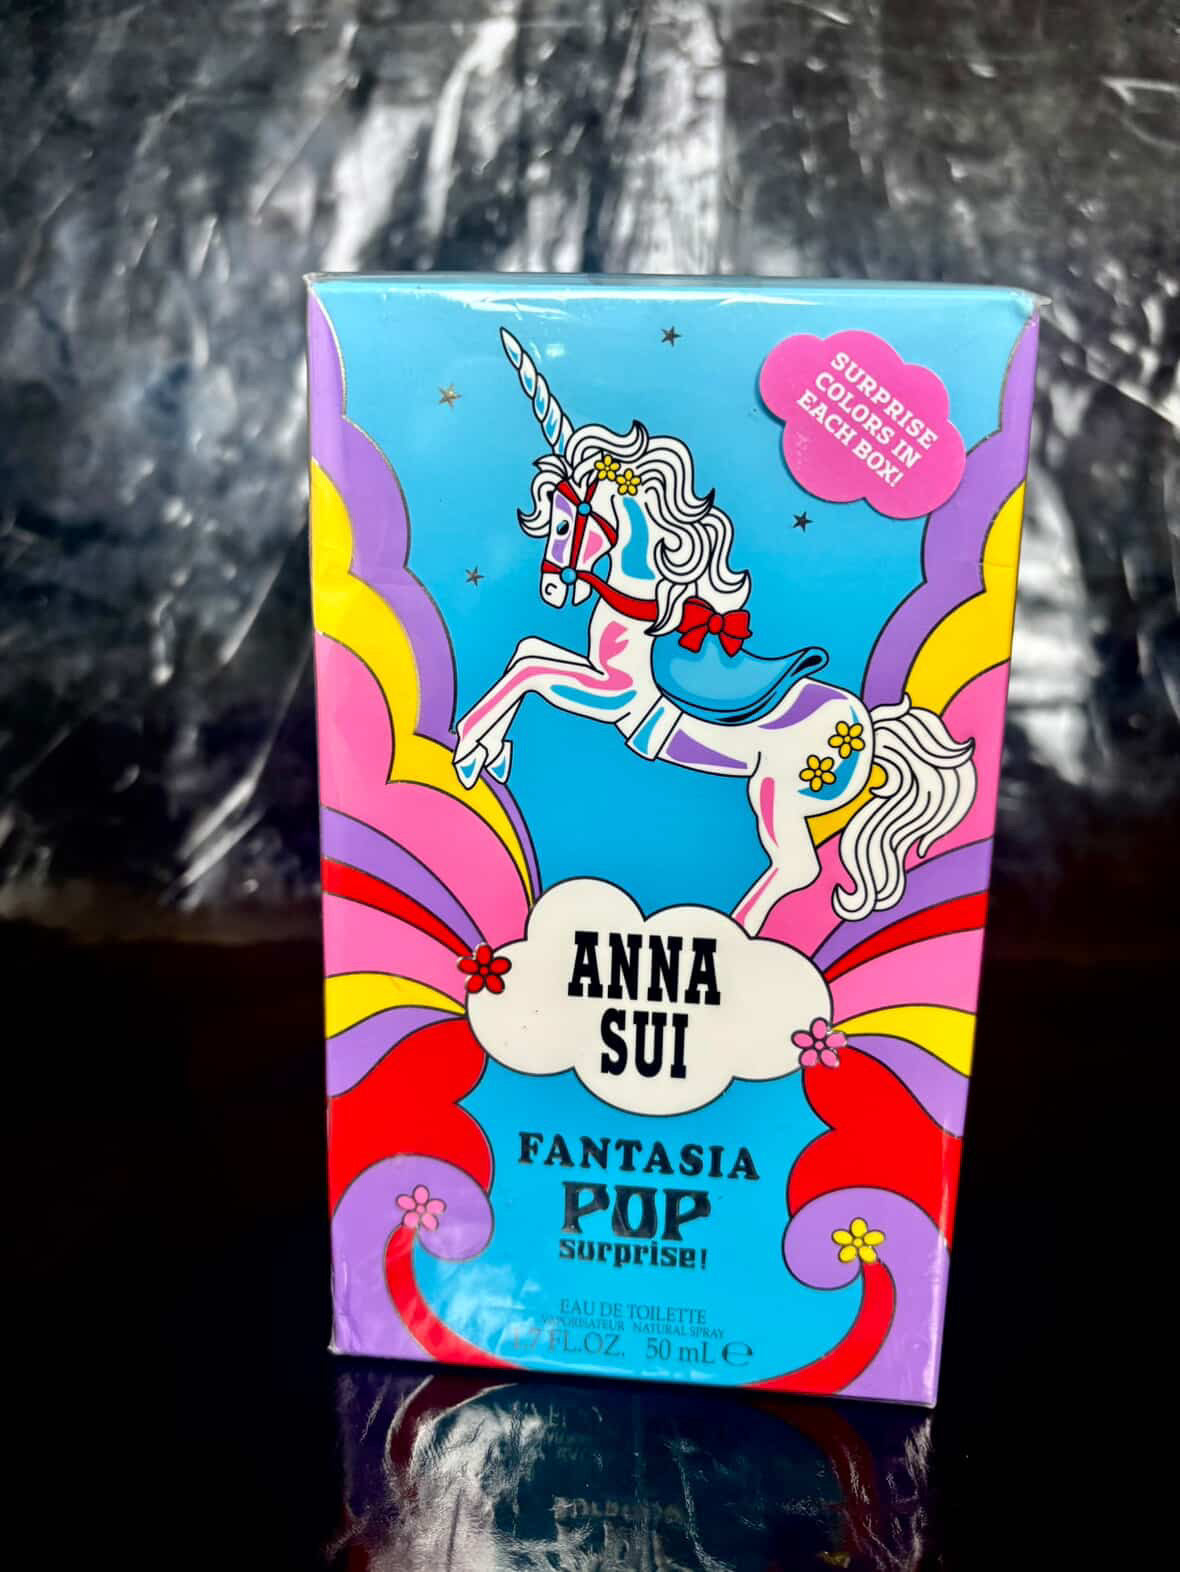 SURPRISE
COLORS IN
EACH BOX!
ANNA
SUI
FANTASIA
POP
surprise!
EAU DE TOILETTE
VAPORISATEUR NATURAL SPRAY
1.7 FL.OZ. 50 mL ℮